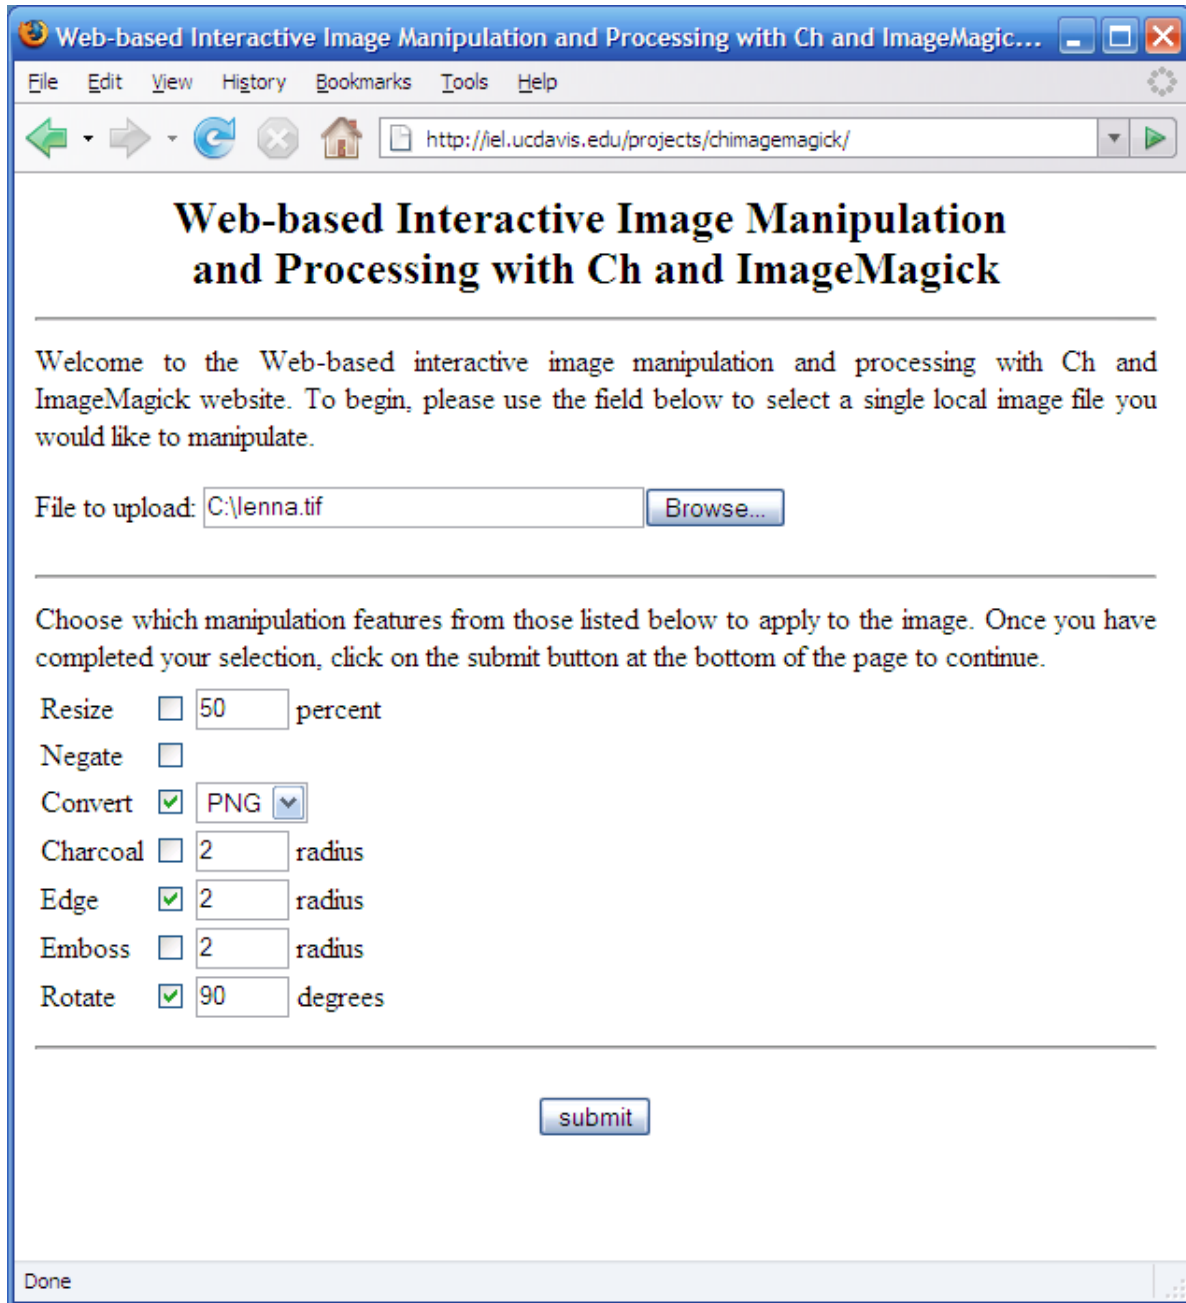 Web-based Interactive Image Manipulation and Processing with Ch and ImageMagic...
File Edit View History Bookmarks Tools Help
http://iel.ucdavis.edu/projects/chimagemagick/
Web-based Interactive Image Manipulation
and Processing with Ch and ImageMagick
Welcome to the Web-based interactive image manipulation and processing with Ch and
ImageMagick website. To begin, please use the field below to select a single local image file you
would like to manipulate.
File to upload: C:\lenna.tif Browse...
Choose which manipulation features from those listed below to apply to the image. Once you have
completed your selection, click on the submit button at the bottom of the page to continue.
Resize 50 percent
Negate
Convert PNG
Charcoal 2 radius
Edge 2 radius
Emboss 2 radius
Rotate 90 degrees
submit
Done